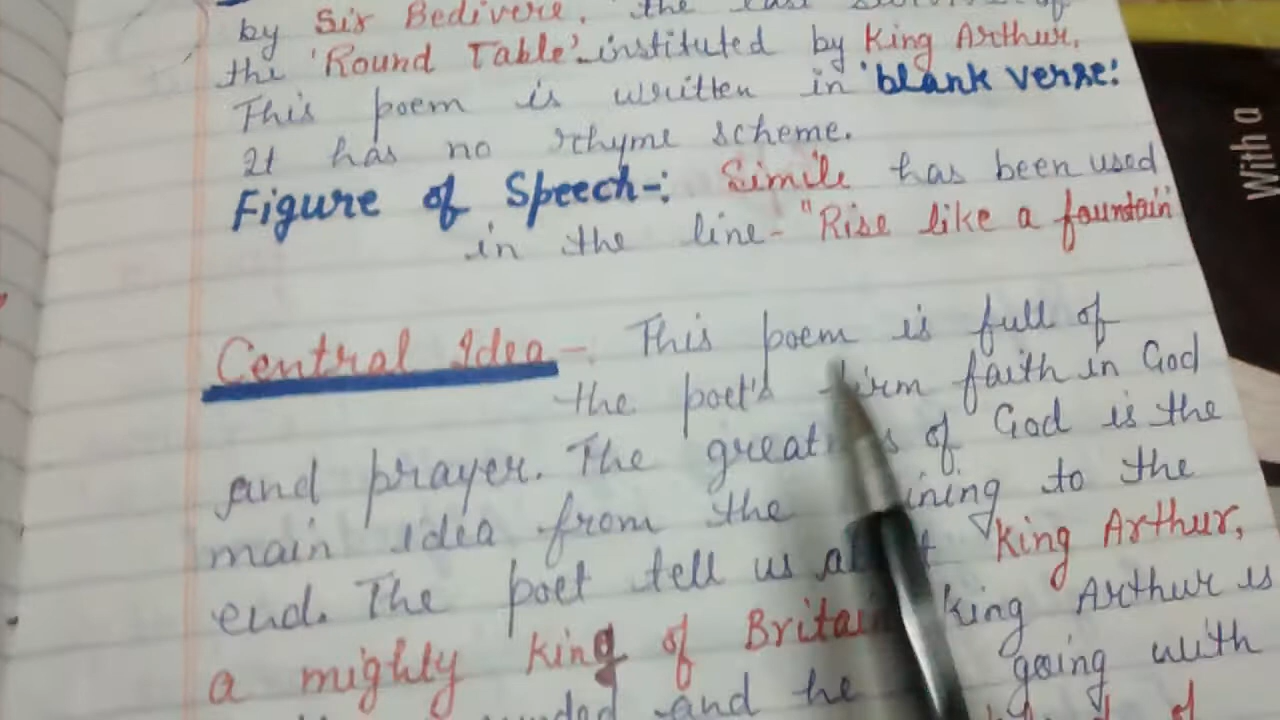 by Sir Bedivere. the last of
the 'Round Table' instituted by King Arthur.
This poem is written in 'blank verse'.
It has no rhyme scheme.
Figure of Speech-: Simile has been used
in the line- "Rise like a fountain"
Central Idea -: This poem is full of
the poet's firm faith in God
and prayer. The of God is the
main idea from the to the
end. The poet tell us King Arthur,
a mighty king of Britain King Arthur is
and he going with
of
With a